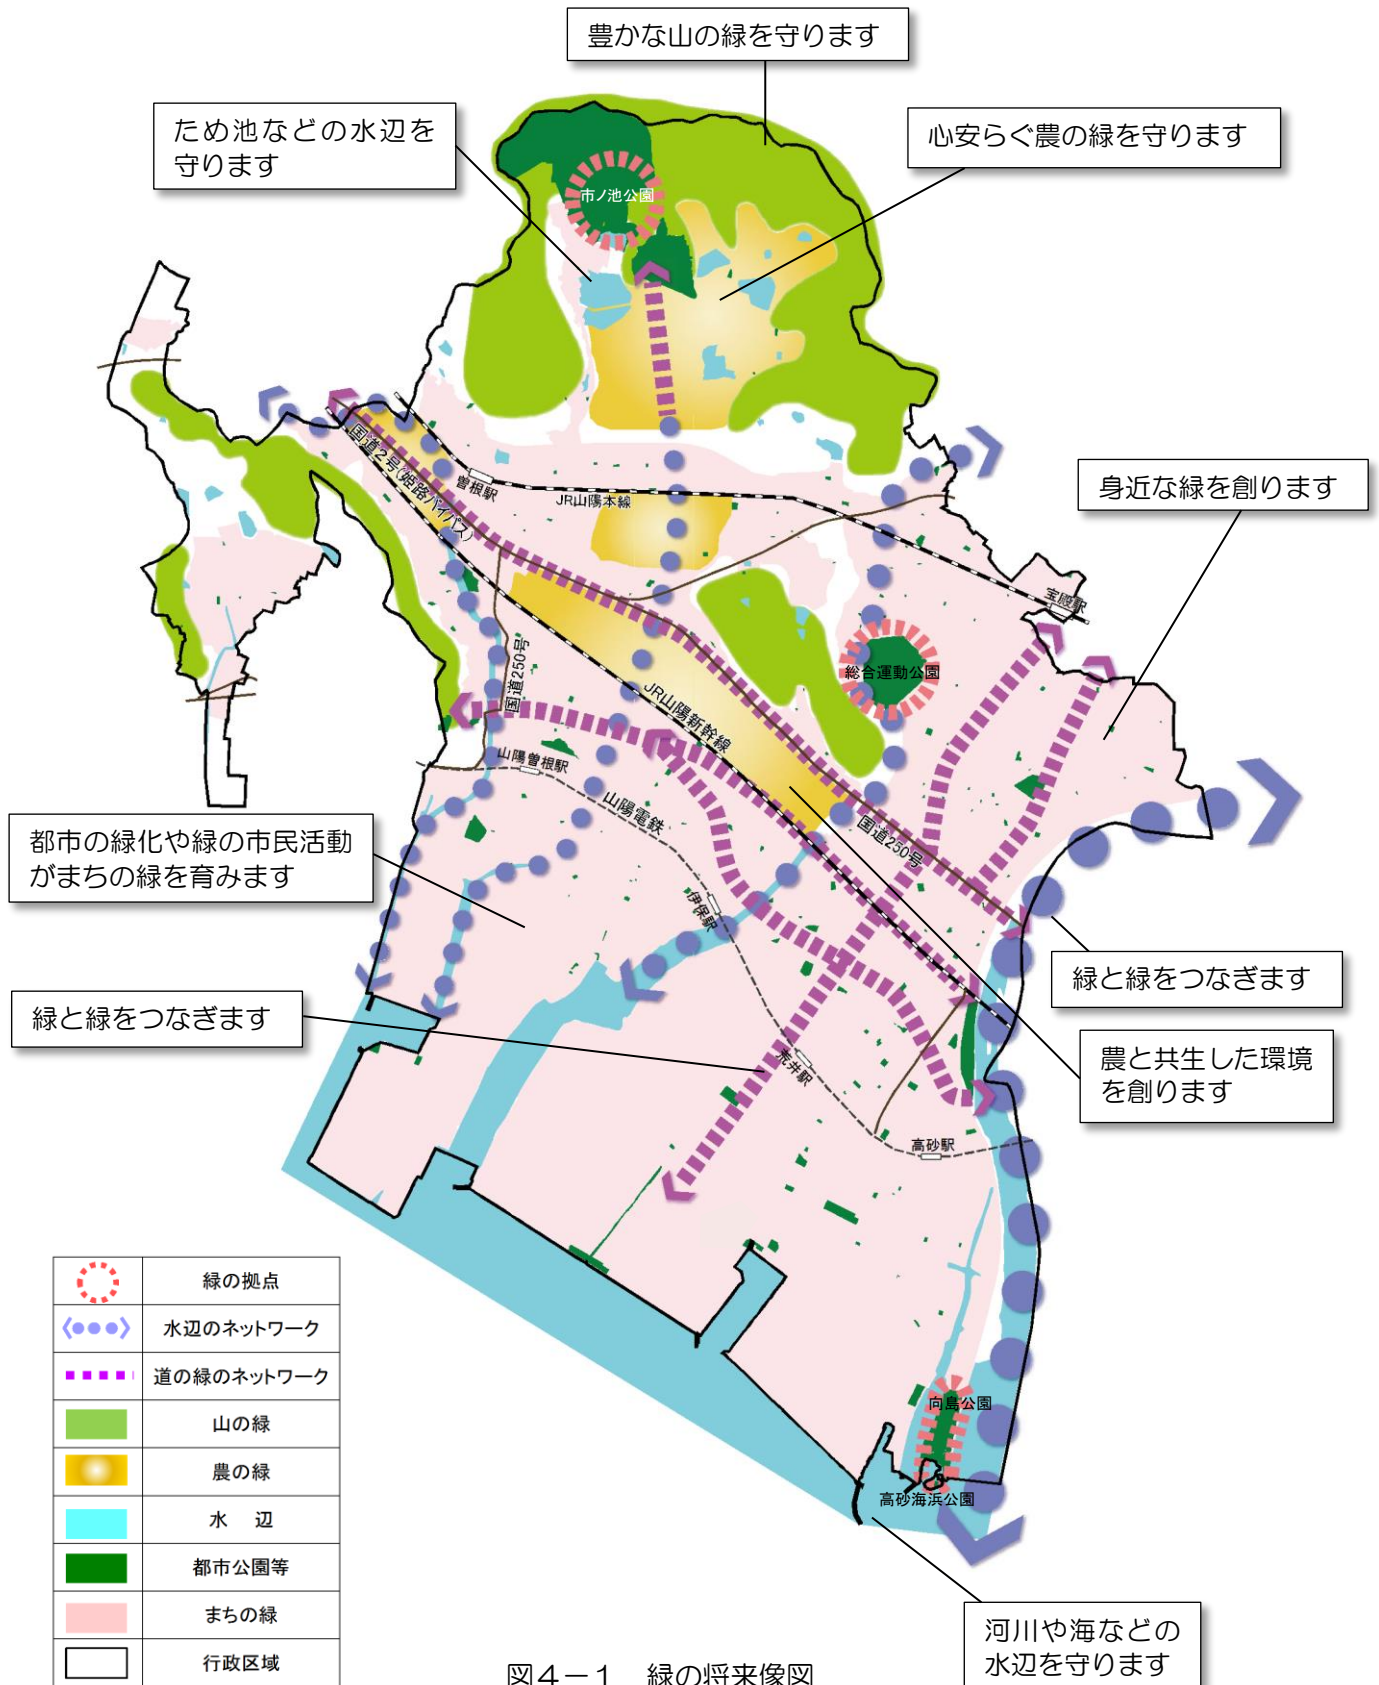 豊かな山の緑を守ります
ため池などの水辺を
守ります
心安らぐ農の緑を守ります
市ノ池公園
身近な緑を創ります
国道2号(姫路バイパス)
曽根駅
JR山陽本線
宝殿駅
総合運動公園
国道250号
JR山陽新幹線
山陽曽根駅
山陽電鉄
国道250号
都市の緑化や緑の市民活動
がまちの緑を育みます
伊保駅
緑と緑をつなぎます
緑と緑をつなぎます
農と共生した環境
を創ります
荒井駅
高砂駅
向島公園
高砂海浜公園
河川や海などの
水辺を守ります
緑の拠点
水辺のネットワーク
道の緑のネットワーク
山の緑
農の緑
水 辺
都市公園等
まちの緑
行政区域
図4－1 緑の将来像図